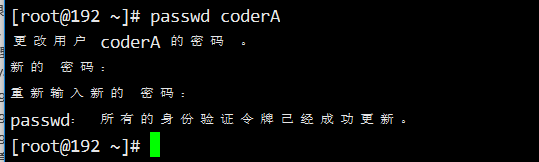 [root@192 ~]# passwd coderA
更改用户 coderA 的密码 。
新的 密码：
重新输入新的 密码：
passwd： 所有的身份验证令牌已经成功更新。
[root@192 ~]#